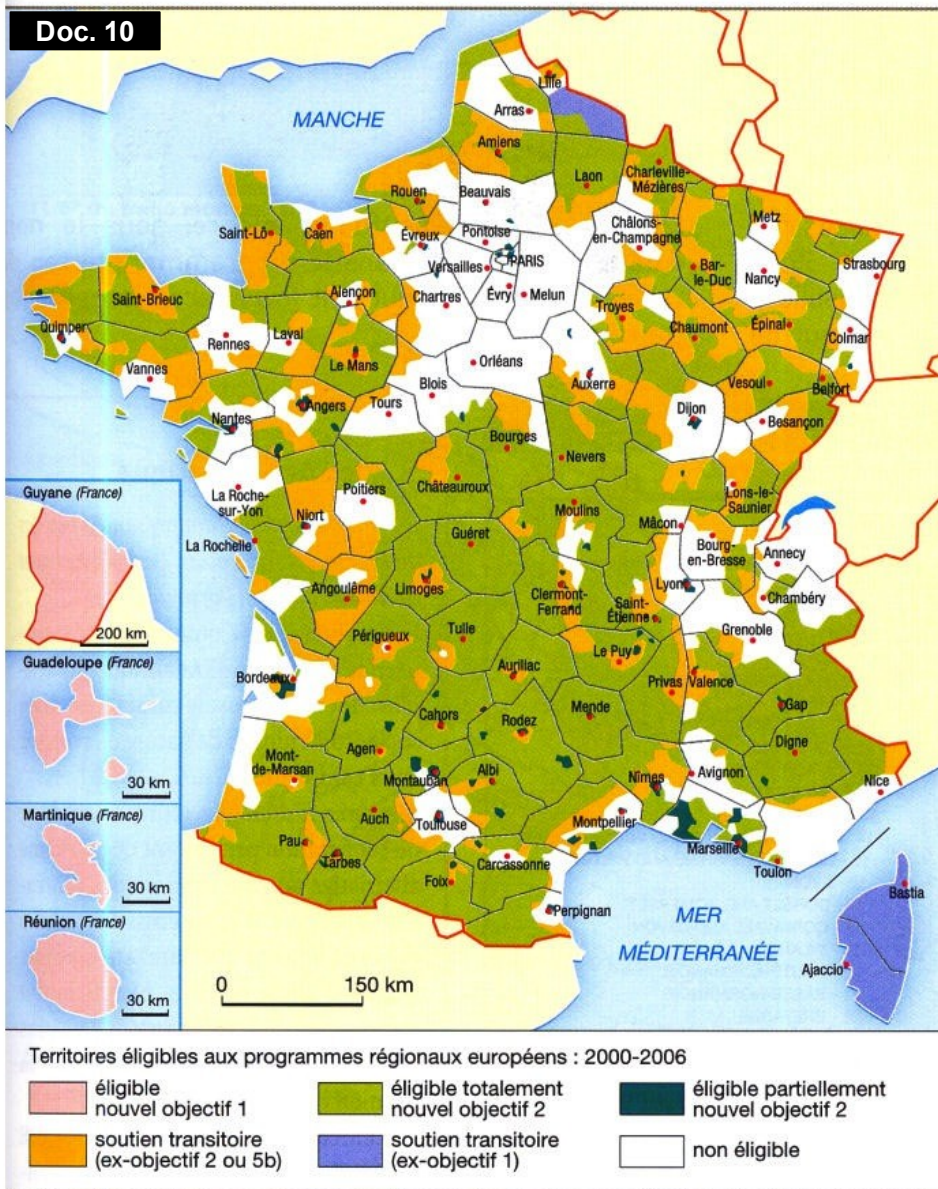 Doc. 10
MANCHE
Lille
Arras
Amiens
Laon
Charleville-
Mézières
Rouen
Beauvais
Saint-Lô
Caen
Évreux
Pontoise
Châlons-
en-Champagne
Metz
PARIS
Versailles
Bar-
le-Duc
Nancy
Strasbourg
Saint-Brieuc
Alençon
Chartres
Évry
Melun
Quimper
Rennes
Laval
Troyes
Chaumont
Épinal
Colmar
Vannes
Le Mans
Orléans
Blois
Auxerre
Vesoul
Belfort
Nantes
Angers
Tours
Dijon
Besançon
Bourges
Nevers
La Roche-
sur-Yon
Poitiers
Châteauroux
Lons-le-
Saunier
Niort
Moulins
Mâcon
La Rochelle
Guéret
Bourg-
en-Bresse
Annecy
Angoulême
Limoges
Clermont-
Ferrand
Lyon
Chambéry
Saint-
Étienne
Périgueux
Tulle
Grenoble
Le Puy
Bordeaux
Aurillac
Privas
Valence
Cahors
Rodez
Mende
Gap
Agen
Digne
Mont-
de-Marsan
Montauban
Albi
Nîmes
Avignon
Nice
Auch
Toulouse
Montpellier
Pau
Tarbes
Marseille
Carcassonne
Toulon
Foix
Perpignan
Bastia
MER
MÉDITERRANÉE
Ajaccio
Guyane (France)
200 km
Guadeloupe (France)
30 km
Martinique (France)
30 km
Réunion (France)
30 km
0 150 km
Territoires éligibles aux programmes régionaux européens : 2000-2006
éligible
nouvel objectif 1
éligible totalement
nouvel objectif 2
éligible partiellement
nouvel objectif 2
soutien transitoire
(ex-objectif 2 ou 5b)
soutien transitoire
(ex-objectif 1)
non éligible